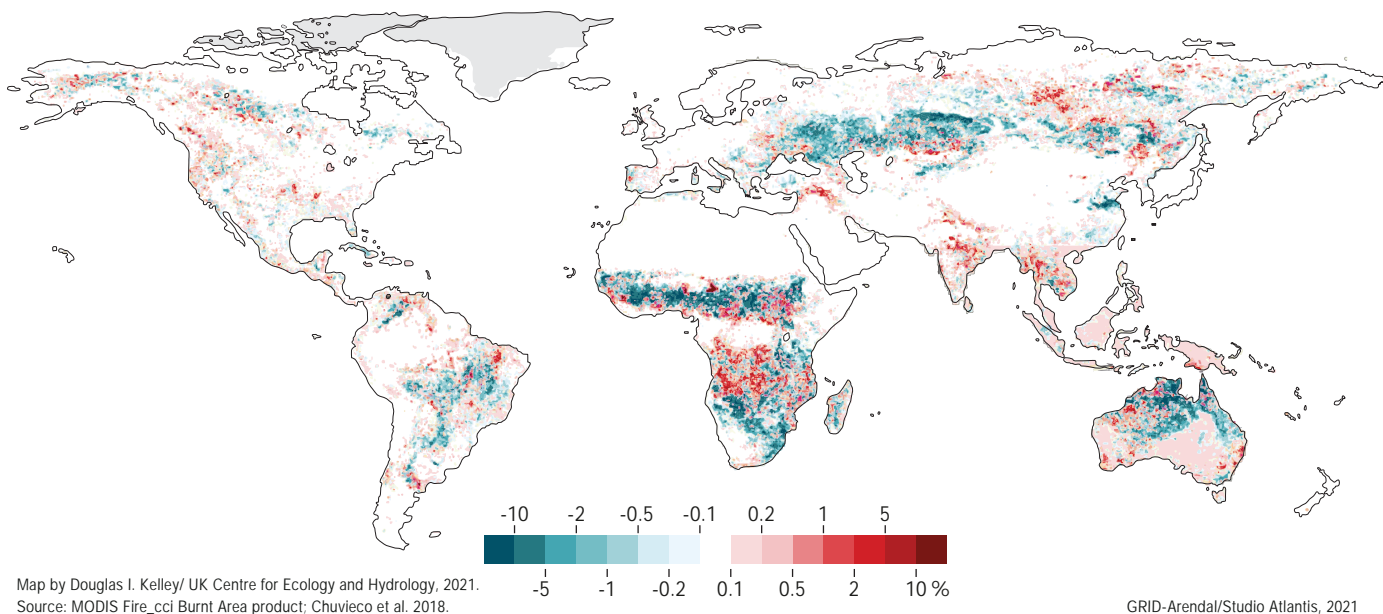 -10 -2 -0.5 -0.1 0.2 1 5
-5 -1 -0.2 0.1 0.5 2 10 %
Map by Douglas I. Kelley/ UK Centre for Ecology and Hydrology, 2021.
Source: MODIS Fire_cci Burnt Area product; Chuvieco et al. 2018.
GRID-Arendal/Studio Atlantis, 2021